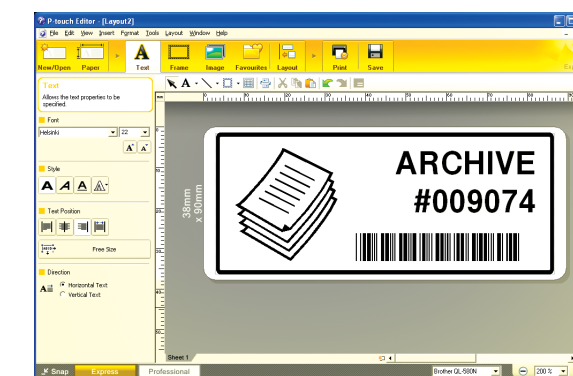 P-touch Editor - [Layout2]
File Edit View Insert Format Tools Layout Window Help
New/Open Paper Text Frame Image Favourites Layout Print Save
Text
Allows the text properties to be
specified.
Font
Helsinki 22
A A
Style
A A A A
Text Position
Free Size
Direction
Horizontal Text
Vertical Text
38mm
x 90mm
ARCHIVE
#009074
Sheet 1
Snap Express Professional
Brother QL-580N 200 %